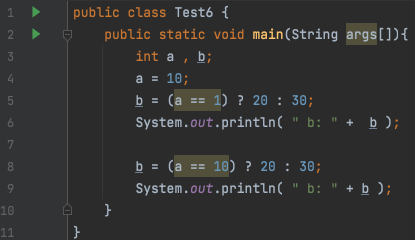 1 public class Test6 {
2 public static void main(String args[]){
3 int a , b;
4 a = 10;
5 b = (a == 1) ? 20 : 30;
6 System.out.println( " b: " +  b );
7
8 b = (a == 10) ? 20 : 30;
9 System.out.println( " b: " + b );
10 }
11 }